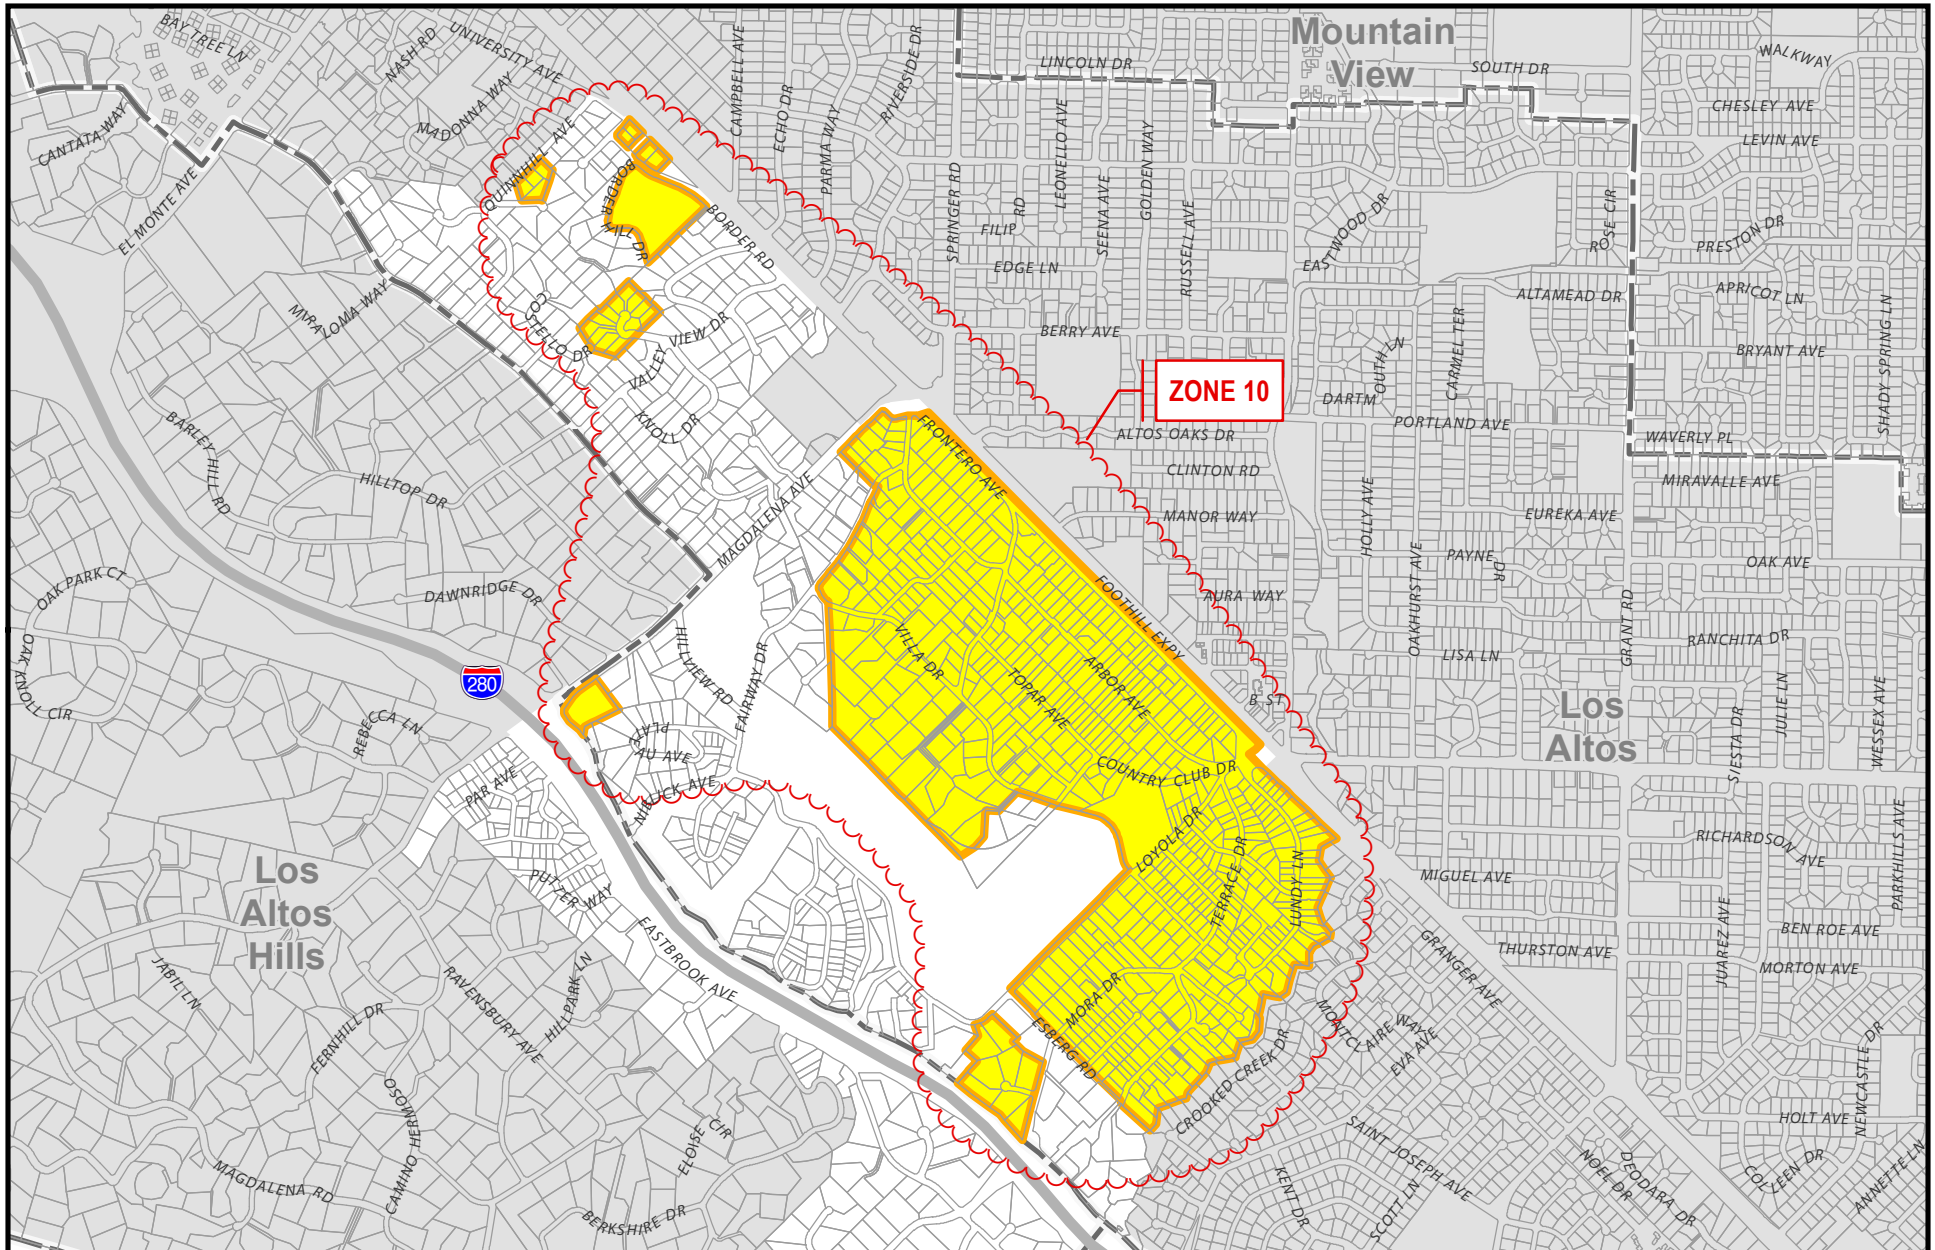 Mountain
View
BAY TREE LN
NASH RD
UNIVERSITY AVE
MADONNA WAY
CANTATA WAY
EL MONTE AVE
QUINNHILL AVE
BORDER HILL DR
BORDER RD
CAMPBELL AVE
ECHO DR
PARMA WAY
RIVERSIDE DR
LINCOLN DR
SOUTH DR
WALKWAY
CHESLEY AVE
LEVIN AVE
SPRINGER RD
LEONELLO AVE
GOLDEN WAY
SEENA AVE
RUSSELL AVE
FILIP RD
EDGE LN
EASTWOOD DR
ROSE CIR
PRESTON DR
ALTAMEAD DR
APRICOT LN
BRYANT AVE
SHADY SPRING LN
MIRALOMA WAY
COSTELLO DR
VALLEY VIEW DR
KNOLL DR
BERRY AVE
ZONE 10
DARTMOUTH LN
CARMELTER
PORTLAND AVE
WAVERLY PL
MIRAVALLE AVE
ALTOS OAKS DR
CLINTON RD
MANOR WAY
HOLLY AVE
EUREKA AVE
PAYNE DR
OAK AVE
BARLEY HILL RD
HILLTOP DR
DAWNRIDGE DR
OAK PARK CT
OAK KNOLL CIR
MAGDALENA AVE
FRONTERO AVE
FOOTHILL EXPY
AURA WAY
OAKHURST AVE
LISA LN
GRANT RD
RANCHITA DR
JULIE LN
SIESTA DR
WESSEX AVE
B ST
280
REBECCA LN
HILLVIEW RD
FAIRWAY DR
PLATEAU AVE
NIBLICK AVE
VILLA DR
TOPAR AVE
ARBOR AVE
COUNTRY CLUB DR
LOYOLA DR
TERRACE DR
LUNDY LN
Los
Altos
RICHARDSON AVE
PARKHILLS AVE
MIGUEL AVE
THURSTON AVE
GRANGER AVE
JUAREZ AVE
BEN ROE AVE
MORTON AVE
PAR AVE
PUTZER WAY
EASTBROOK AVE
Los
Altos
Hills
JABIL LN
FERNHILL DR
RAVENSBURY AVE
HILLPARK LN
CAMINO HERMOSO
MAGDALENA RD
ELOISE CIR
BERKSHIRE DR
MORA DR
ESBERG RD
CROOKED CREEK DR
MONTCLAIRE WAY
EVA AVE
SAINT JOSEPH AVE
KENT DR
SCOTT LN
NOEL DR
DEODARA DR
COLLEEN DR
HOLT AVE
NEWCASTLE DR
ANNETTE LN